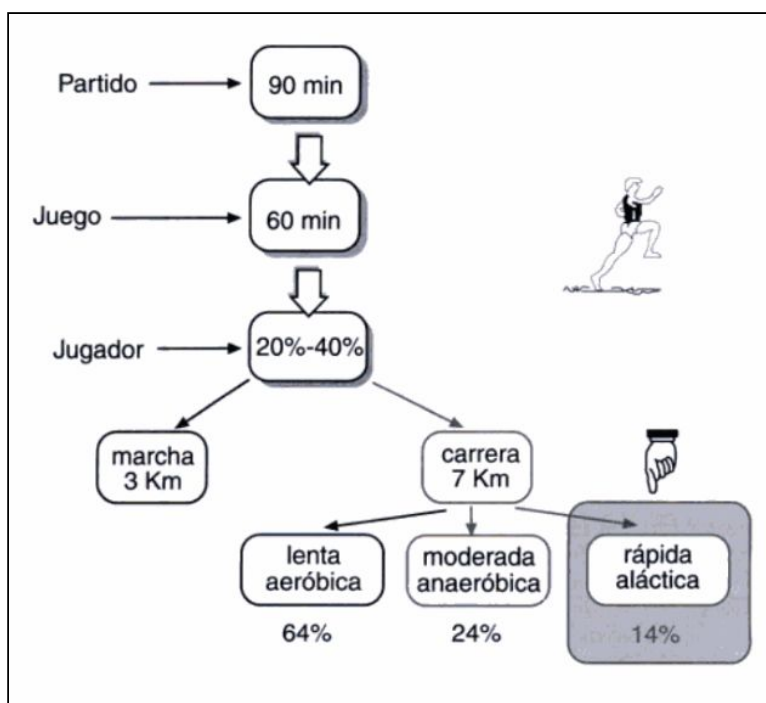 Partido
90 min
Juego
60 min
Jugador
20%-40%
marcha
3 Km
carrera
7 Km
lenta
aeróbica
moderada
anaeróbica
rápida
aláctica
64%
24%
14%